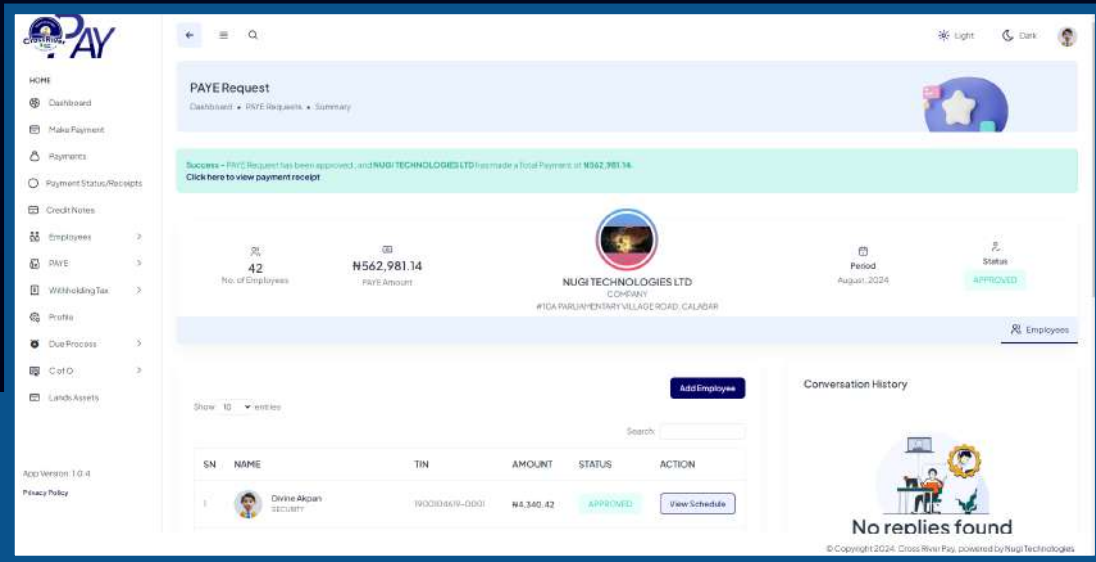 CrossRiver
PAY
Light
Dark
HOME
Dashboard
Make Payment
Payments
Payment Status/Receipts
Credit Notes
Employees
PAYE
Withholding Tax
Profile
Due Process
C of O
Lands Assets
App Version: 1.0.4
Privacy Policy
PAYE Request
Dashboard • PAYE Requests • Summary
Success - PAYE Request has been approved, and NUGI TECHNOLOGIES LTD has made a Total Payment of ₦562,981.14.
Click here to view payment receipt
42
No. of Employees
₦562,981.14
PAYE Amount
NUGI TECHNOLOGIES LTD
COMPANY
#10A PARLIAMENTARY VILLAGE ROAD, CALABAR
Period
August, 2024
Status
APPROVED
Employees
Add Employee
Show 10 entries
Search:
SN NAME TIN AMOUNT STATUS ACTION
1 Divine Akpan 1900104619-0001 ₦4,340.42 APPROVED View Schedule
SECURITY
Conversation History
No replies found
© Copyright 2024. Cross River Pay, powered by Nugi Technologies